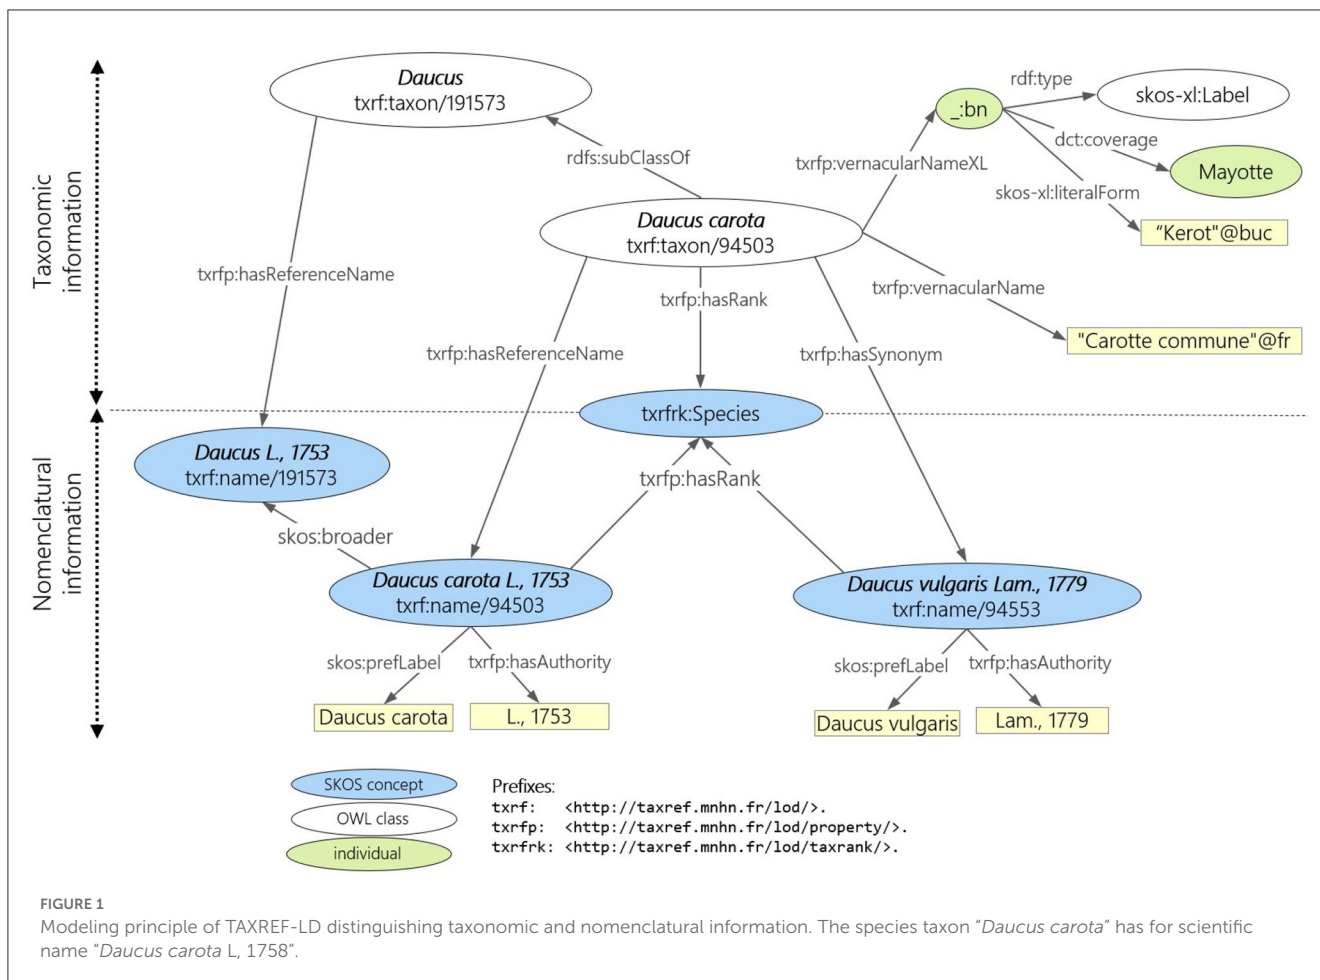 Daucus
txrf:taxon/191573
rdf:type
skos-xl:Label
_:bn
dct:coverage
rdfs:subClassOf
txrfp:vernacularNameXL
Mayotte
skos-xl:literalForm
Taxonomic
information
Daucus carota
txrf:taxon/94503
"Kerot"@buc
txrfp:hasReferenceName
txrfp:hasRank
txrfp:vernacularName
txrfp:hasReferenceName
txrfp:hasSynonym
"Carotte commune"@fr
txrfrk:Species
Nomenclatural
information
Daucus L., 1753
txrf:name/191573
txrfp:hasRank
skos:broader
Daucus carota L., 1753
txrf:name/94503
Daucus vulgaris Lam., 1779
txrf:name/94553
skos:prefLabel
txrfp:hasAuthority
skos:prefLabel
txrfp:hasAuthority
Daucus carota
L., 1753
Daucus vulgaris
Lam., 1779
SKOS concept
OWL class
individual
Prefixes:
txrf: <http://taxref.mnhn.fr/lod/>.
txrfp: <http://taxref.mnhn.fr/lod/property/>.
txrfrk: <http://taxref.mnhn.fr/lod/taxrank/>.
FIGURE 1
Modeling principle of TAXREF-LD distinguishing taxonomic and nomenclatural information. The species taxon "Daucus carota" has for scientific
name "Daucus carota L, 1758".